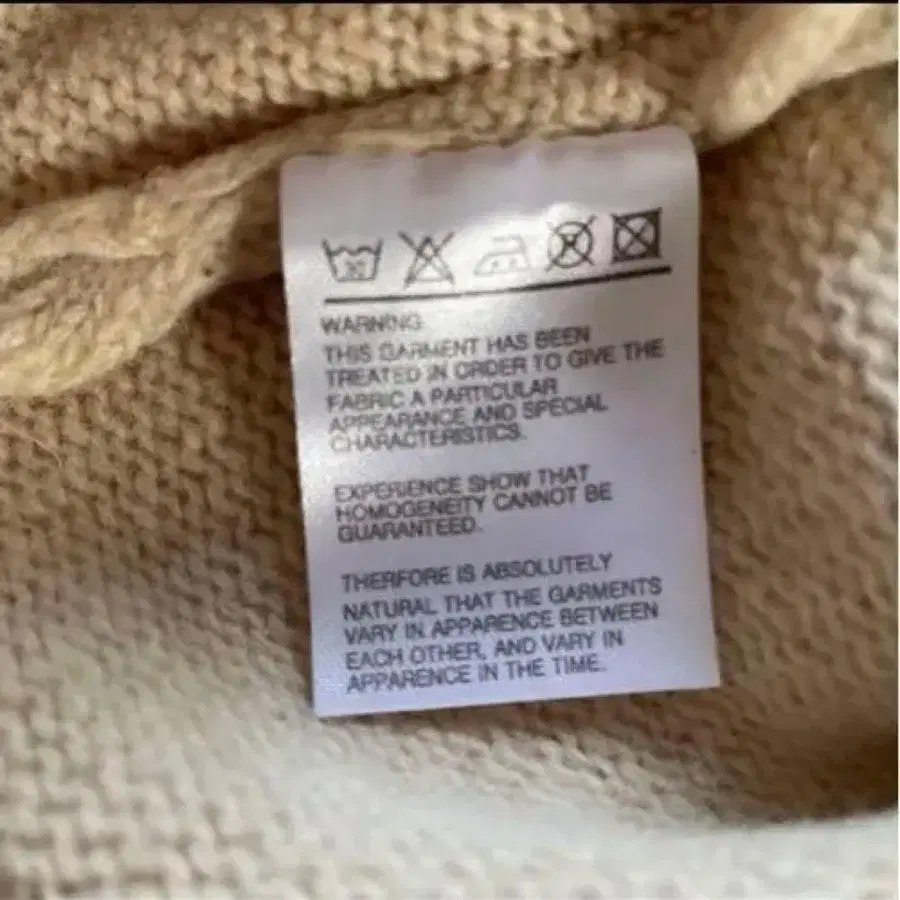 30
WARNING
THIS GARMENT HAS BEEN
TREATED IN ORDER TO GIVE THE
FABRIC A PARTICULAR
APPEARANCE AND SPECIAL
CHARACTERISTICS.
EXPERIENCE SHOW THAT
HOMOGENEITY CANNOT BE
GUARANTEED.
THERFORE IS ABSOLUTELY
NATURAL THAT THE GARMENTS
VARY IN APPARENCE BETWEEN
EACH OTHER, AND VARY IN
APPARENCE IN THE TIME.